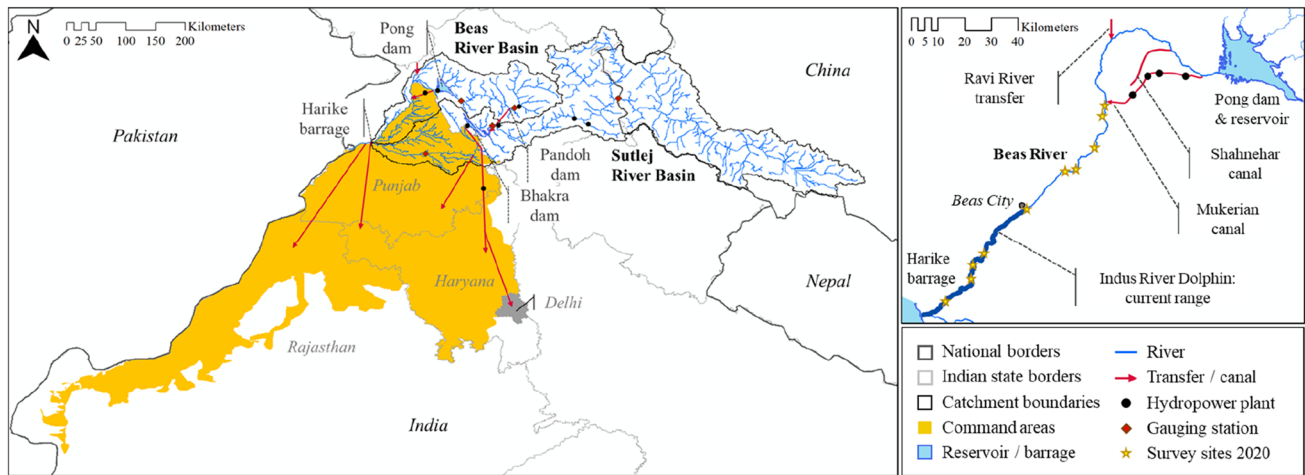 N
Kilometers
0 25 50 100 150 200
Pong
dam
Beas
River Basin
China
Harike
barrage
Pakistan
Punjab
Pandoh
dam
Sutlej
River Basin
Bhakra
dam
Haryana
Nepal
Delhi
Rajasthan
India
Kilometers
0 5 10 20 30 40
Ravi River
transfer
Pong dam
& reservoir
Beas River
Shahnehar
canal
Beas City
Mukerian
canal
Harike
barrage
Indus River Dolphin:
current range
National borders
Indian state borders
Catchment boundaries
Command areas
Reservoir / barrage
River
Transfer / canal
Hydropower plant
Gauging station
Survey sites 2020